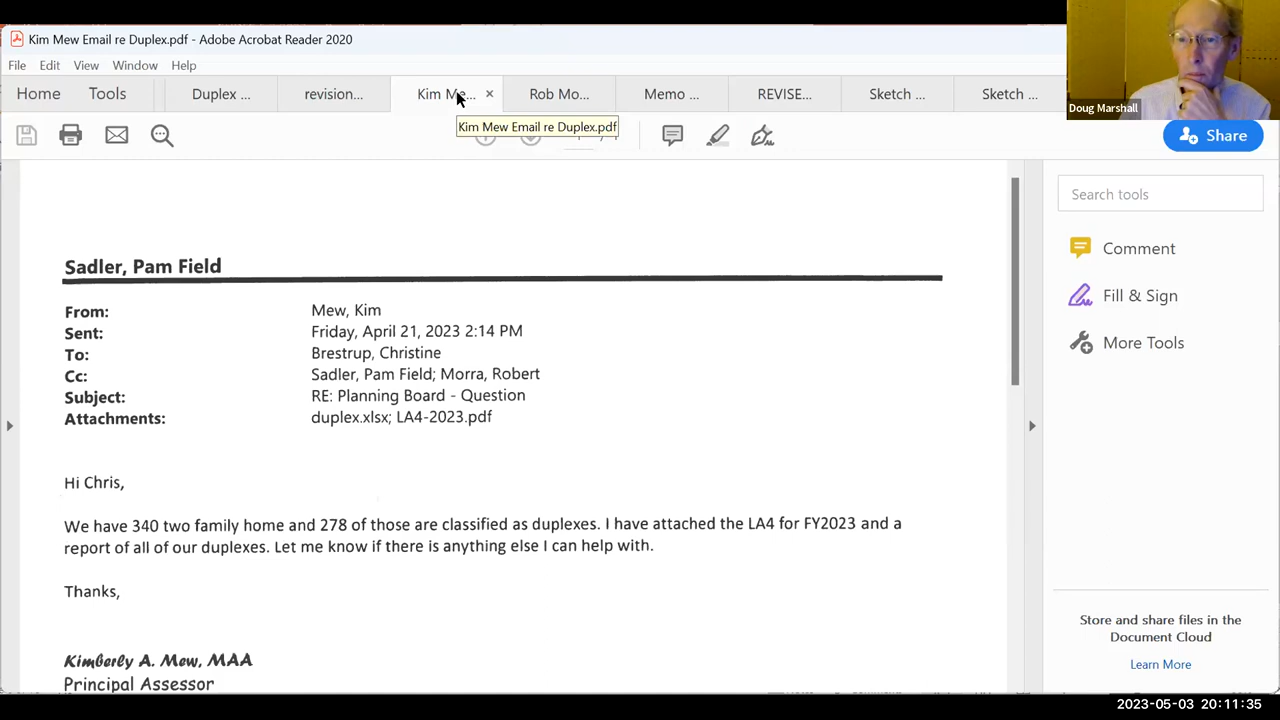 Kim Mew Email re Duplex.pdf - Adobe Acrobat Reader 2020
File Edit View Window Help
Home Tools Duplex ... revision... Kim Me... × Rob Mo... Memo ... REVISE... Sketch ... Sketch ...
Doug Marshall
Kim Mew Email re Duplex.pdf
Share
Search tools
Comment
Fill & Sign
More Tools
Store and share files in the
Document Cloud
Learn More
Sadler, Pam Field
From: Mew, Kim
Sent: Friday, April 21, 2023 2:14 PM
To: Brestrup, Christine
Cc: Sadler, Pam Field; Morra, Robert
Subject: RE: Planning Board - Question
Attachments: duplex.xlsx; LA4-2023.pdf
Hi Chris,
We have 340 two family home and 278 of those are classified as duplexes. I have attached the LA4 for FY2023 and a
report of all of our duplexes. Let me know if there is anything else I can help with.
Thanks,
Kimberly A. Mew, MAA
Principal Assessor
2023-05-03 20:11:35